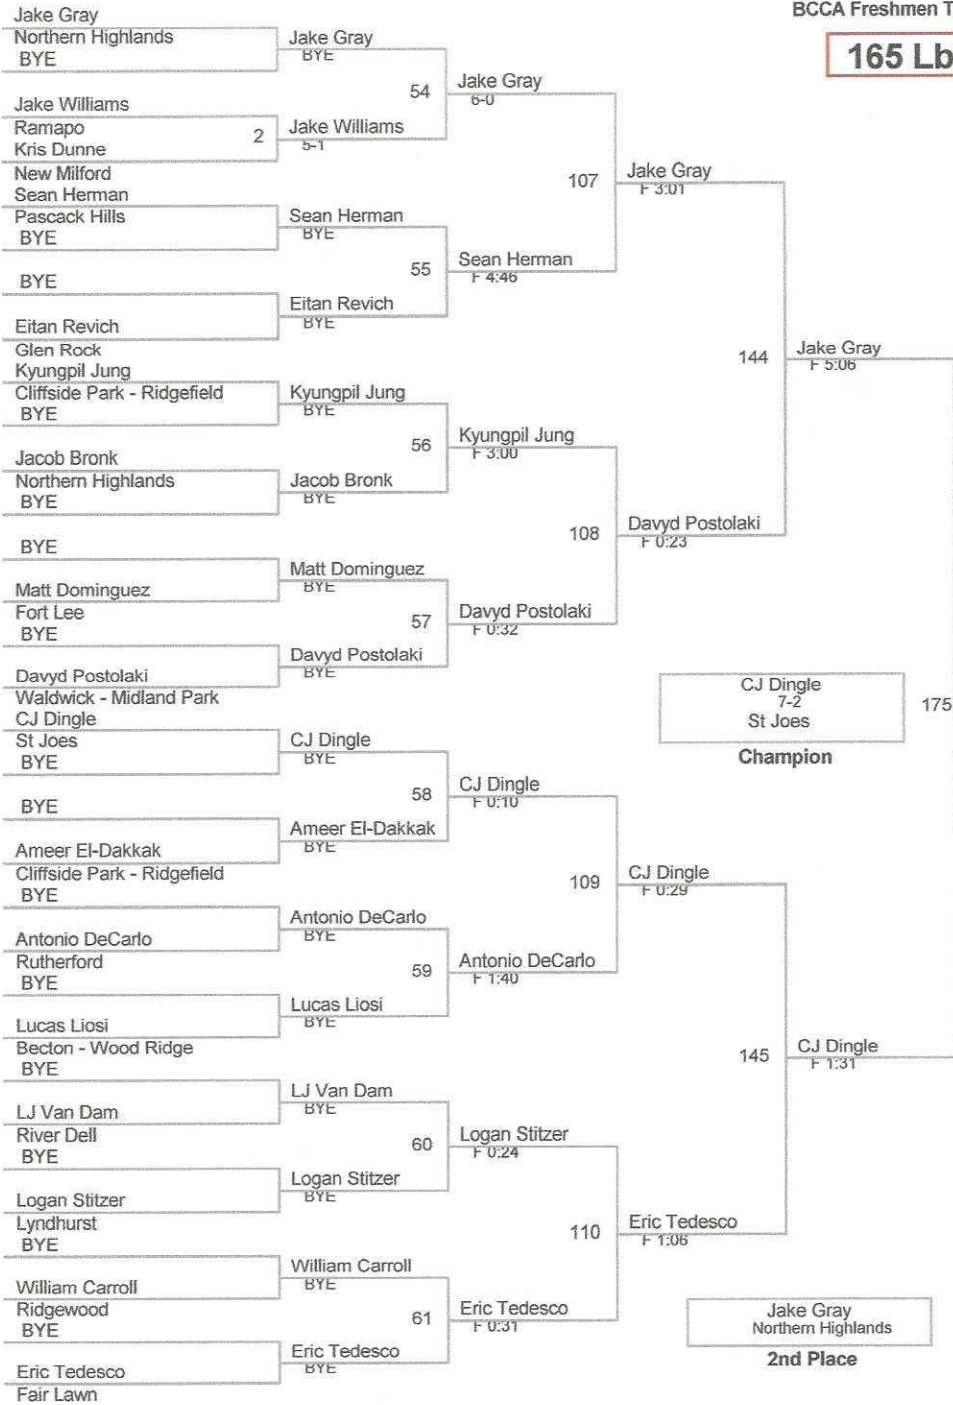 BCCA Freshmen T
165 Lb
Jake Gray
Northern Highlands
BYE
Jake Williams
Ramapo
2
Kris Dunne
New Milford
Sean Herman
Pascack Hills
BYE
BYE
Eitan Revich
Glen Rock
Kyungpil Jung
Cliffside Park - Ridgefield
BYE
Jacob Bronk
Northern Highlands
BYE
BYE
Matt Dominguez
Fort Lee
BYE
Davyd Postolaki
Waldwick - Midland Park
CJ Dingle
St Joes
BYE
BYE
Ameer El-Dakkak
Cliffside Park - Ridgefield
BYE
Antonio DeCarlo
Rutherford
BYE
Lucas Liosi
Becton - Wood Ridge
BYE
LJ Van Dam
River Dell
BYE
Logan Stitzer
Lyndhurst
BYE
William Carroll
Ridgewood
BYE
Eric Tedesco
Fair Lawn
Jake Gray
BYE
54
Jake Williams
5-1
Sean Herman
BYE
55
Eitan Revich
BYE
Kyungpil Jung
BYE
56
Jacob Bronk
BYE
Matt Dominguez
BYE
57
Davyd Postolaki
BYE
CJ Dingle
BYE
58
Ameer El-Dakkak
BYE
Antonio DeCarlo
BYE
59
Lucas Liosi
BYE
LJ Van Dam
BYE
60
Logan Stitzer
BYE
William Carroll
BYE
61
Eric Tedesco
BYE
Jake Gray
6-0
107
Sean Herman
F 4:46
Kyungpil Jung
F 3:00
108
Davyd Postolaki
F 0:32
CJ Dingle
F 0:10
109
Antonio DeCarlo
F 1:40
Logan Stitzer
F 0:24
110
Eric Tedesco
F 0:31
Jake Gray
F 3:01
144
Davyd Postolaki
F 0:23
CJ Dingle
F 0:29
145
Eric Tedesco
F 1:06
Jake Gray
F 5:06
CJ Dingle
F 1:31
CJ Dingle
7-2
St Joes
175
Champion
Jake Gray
Northern Highlands
2nd Place